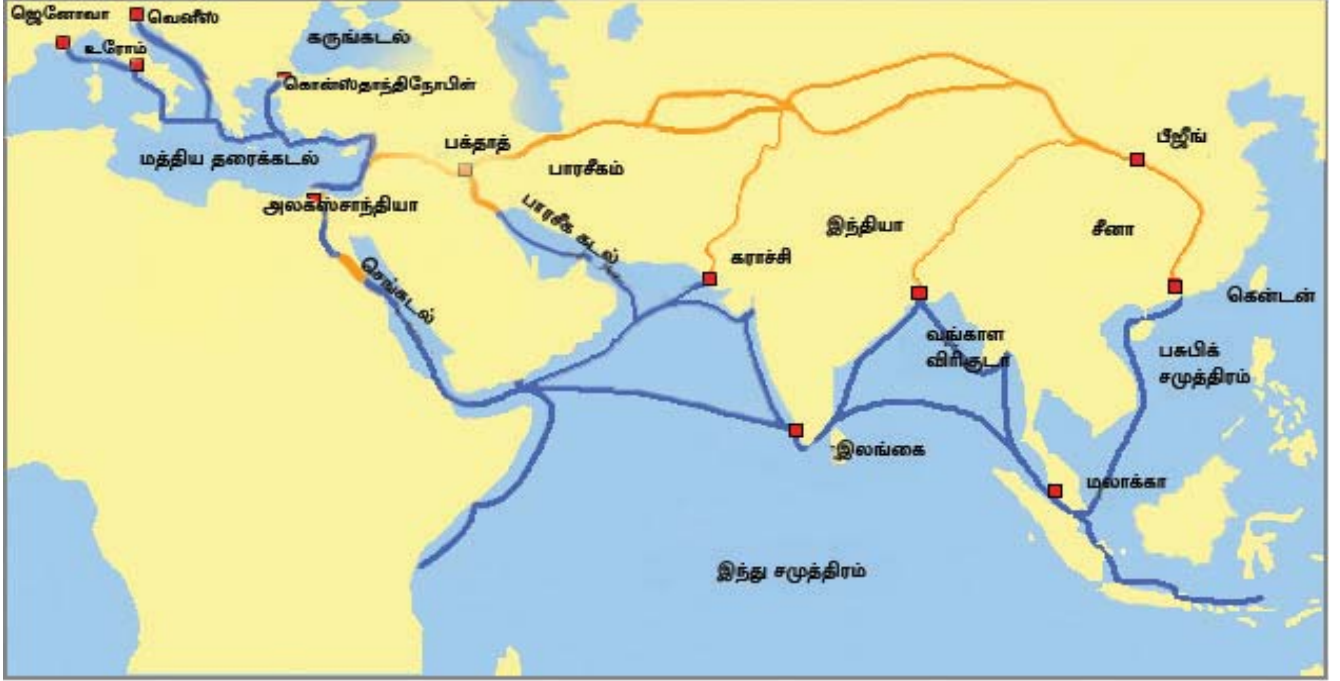 ஜெனோவா
வெனீஸ்
உரோம்
கருங்கடல்
கொன்ஸ்தாந்திநோபிள்
மத்திய தரைக்கடல்
பக்தாத்
பாரசீகம்
பீஜீங்
அலக்ஸ்சாந்தியா
பாரசீக கடல்
இந்தியா
சீனா
செங்கடல்
கராச்சி
கென்டன்
வங்காள
விரிகுடா
பசுபிக்
சமுத்திரம்
இலங்கை
மலாக்கா
இந்து சமுத்திரம்